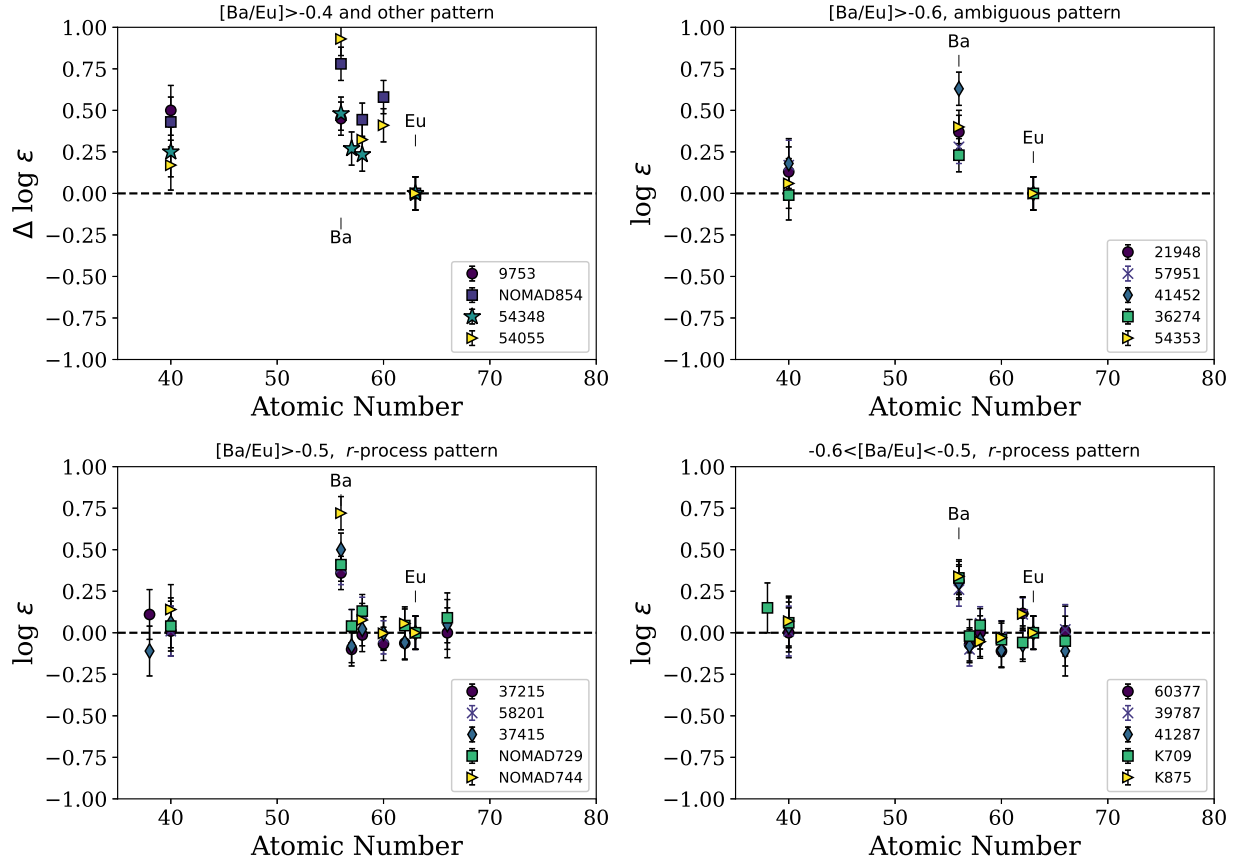 [Ba/Eu]>-0.4 and other pattern
1.00
0.75
0.50
0.25
0.00
−0.25
−0.50
−0.75
−1.00
Δ log ε
Eu
Ba
9753
NOMAD854
54348
54055
40 50 60 70 80
Atomic Number
[Ba/Eu]>-0.6, ambiguous pattern
1.00
0.75
0.50
0.25
0.00
−0.25
−0.50
−0.75
−1.00
log ε
Ba
Eu
21948
57951
41452
36274
54353
40 50 60 70 80
Atomic Number
[Ba/Eu]>-0.5, r-process pattern
1.00
0.75
0.50
0.25
0.00
−0.25
−0.50
−0.75
−1.00
log ε
Ba
Eu
37215
58201
37415
NOMAD729
NOMAD744
40 50 60 70 80
Atomic Number
-0.6<[Ba/Eu]<-0.5, r-process pattern
1.00
0.75
0.50
0.25
0.00
−0.25
−0.50
−0.75
−1.00
log ε
Ba
Eu
60377
39787
41287
K709
K875
40 50 60 70 80
Atomic Number